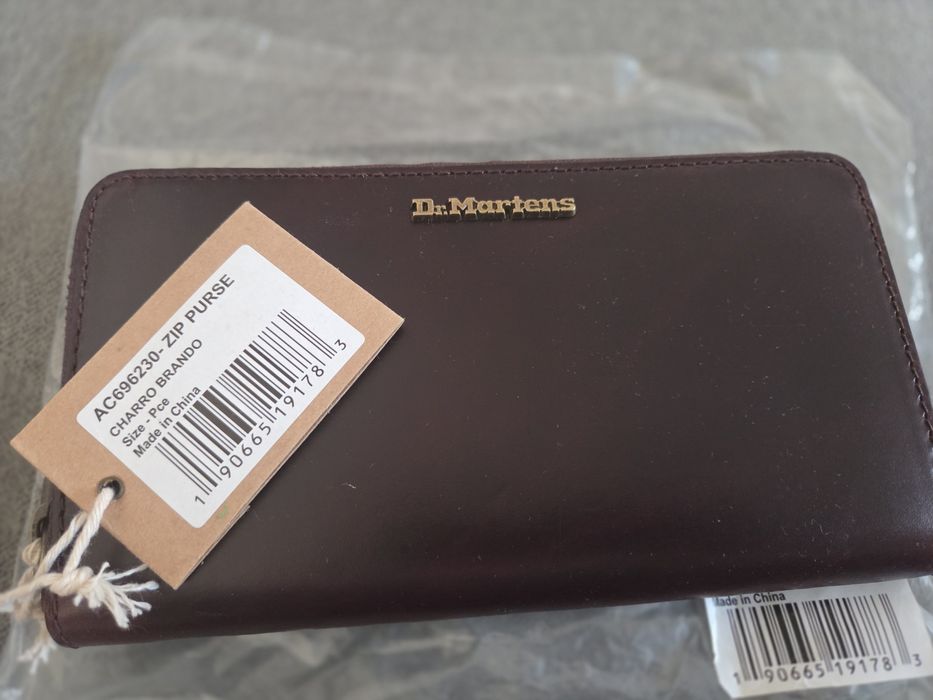 Dr.Martens
AC696230- ZIP PURSE
CHARRO BRANDO
Size - Pce
Made in China
1 90665 19178 3
Made in China
1 90665 19178 3